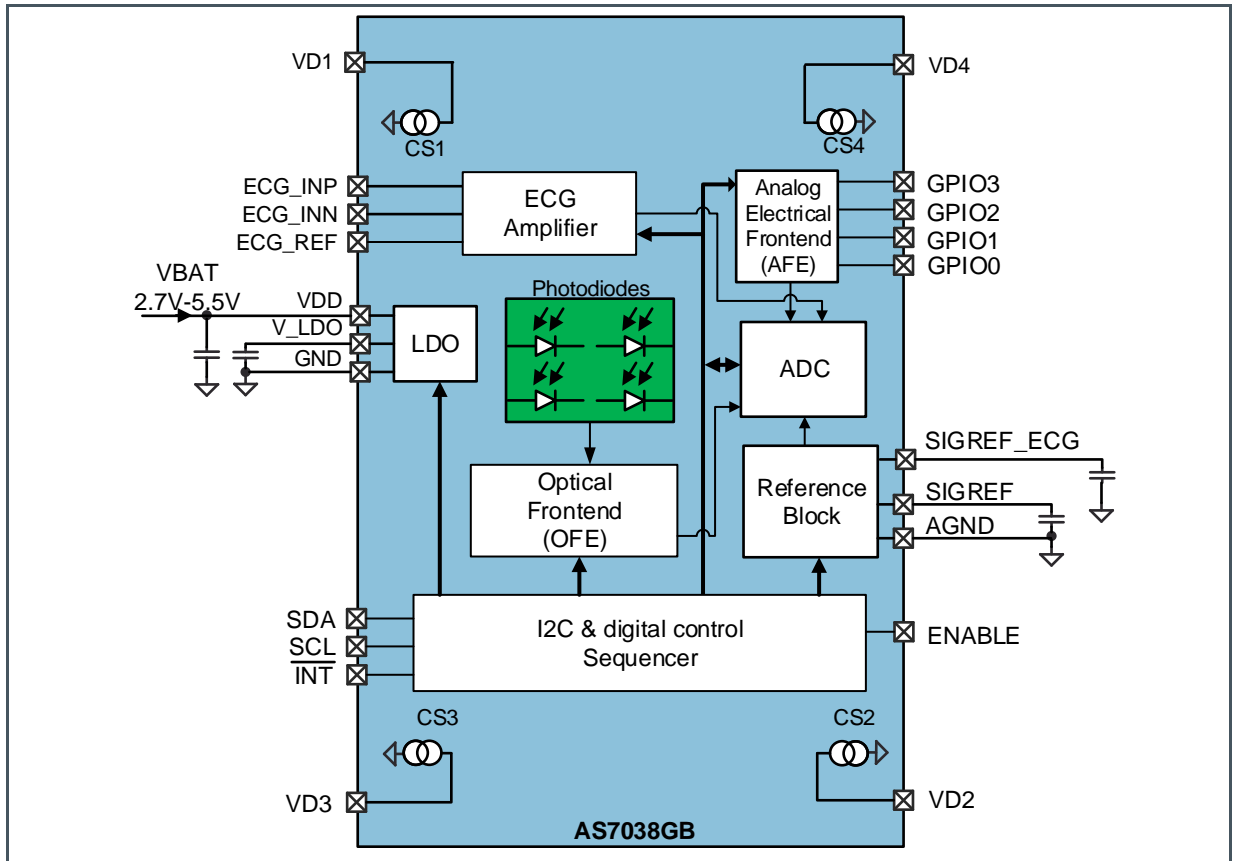 VD1
VD4
CS1
CS4
ECG_INP
ECG_INN
ECG_REF
ECG
Amplifier
Analog
Electrical
Frontend
(AFE)
GPIO3
GPIO2
GPIO1
GPIO0
VBAT
2.7V-5.5V
VDD
V_LDO
GND
LDO
Photodiodes
ADC
Optical
Frontend
(OFE)
Reference
Block
SIGREF_ECG
SIGREF
AGND
SDA
SCL
INT
I2C & digital control
Sequencer
ENABLE
CS3
CS2
VD3
VD2
AS7038GB